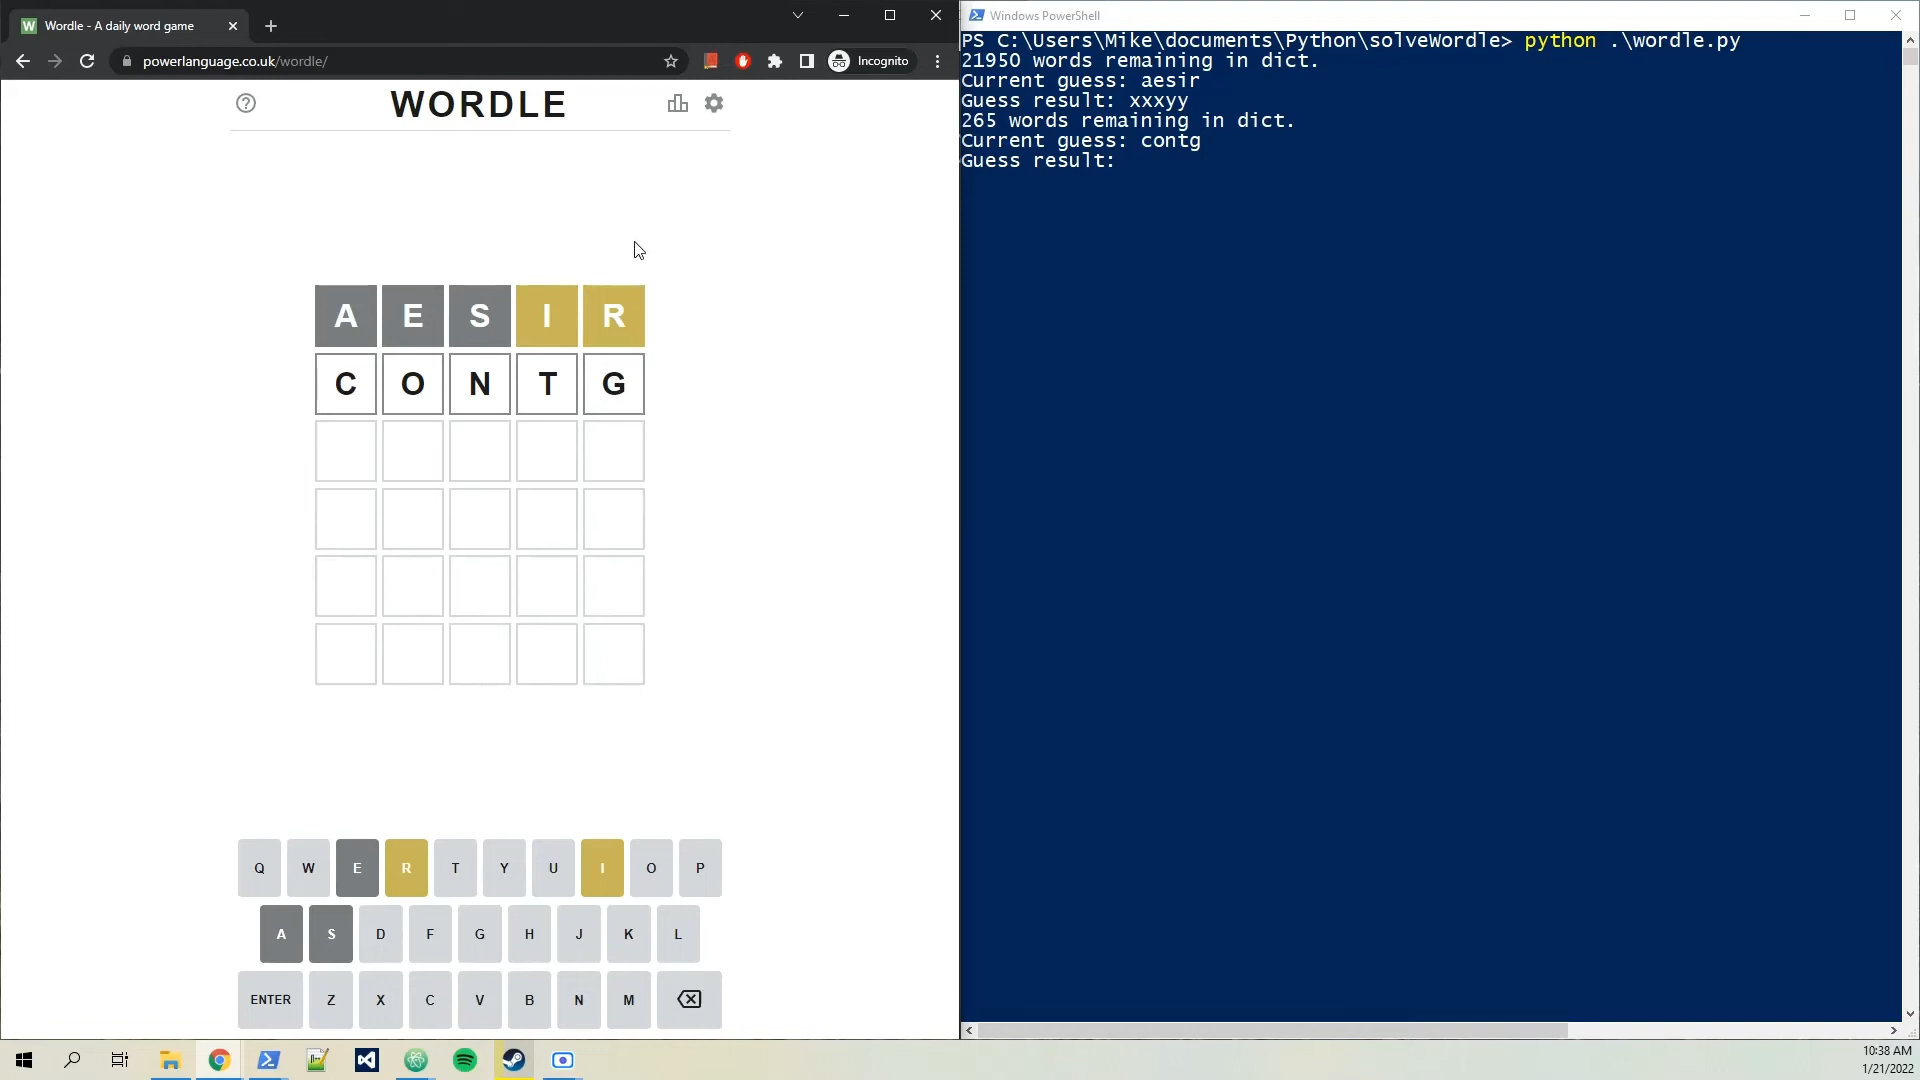 W Wordle - A daily word game
powerlanguage.co.uk/wordle/
Incognito
WORDLE
A E S I R
C O N T G
Q W E R T Y U I O P
A S D F G H J K L
ENTER Z X C V B N M
Windows PowerShell
PS C:\Users\Mike\documents\Python\solveWordle> python .\wordle.py
21950 words remaining in dict.
Current guess: aesir
Guess result: xxxyy
265 words remaining in dict.
Current guess: contg
Guess result:
10:38 AM
1/21/2022